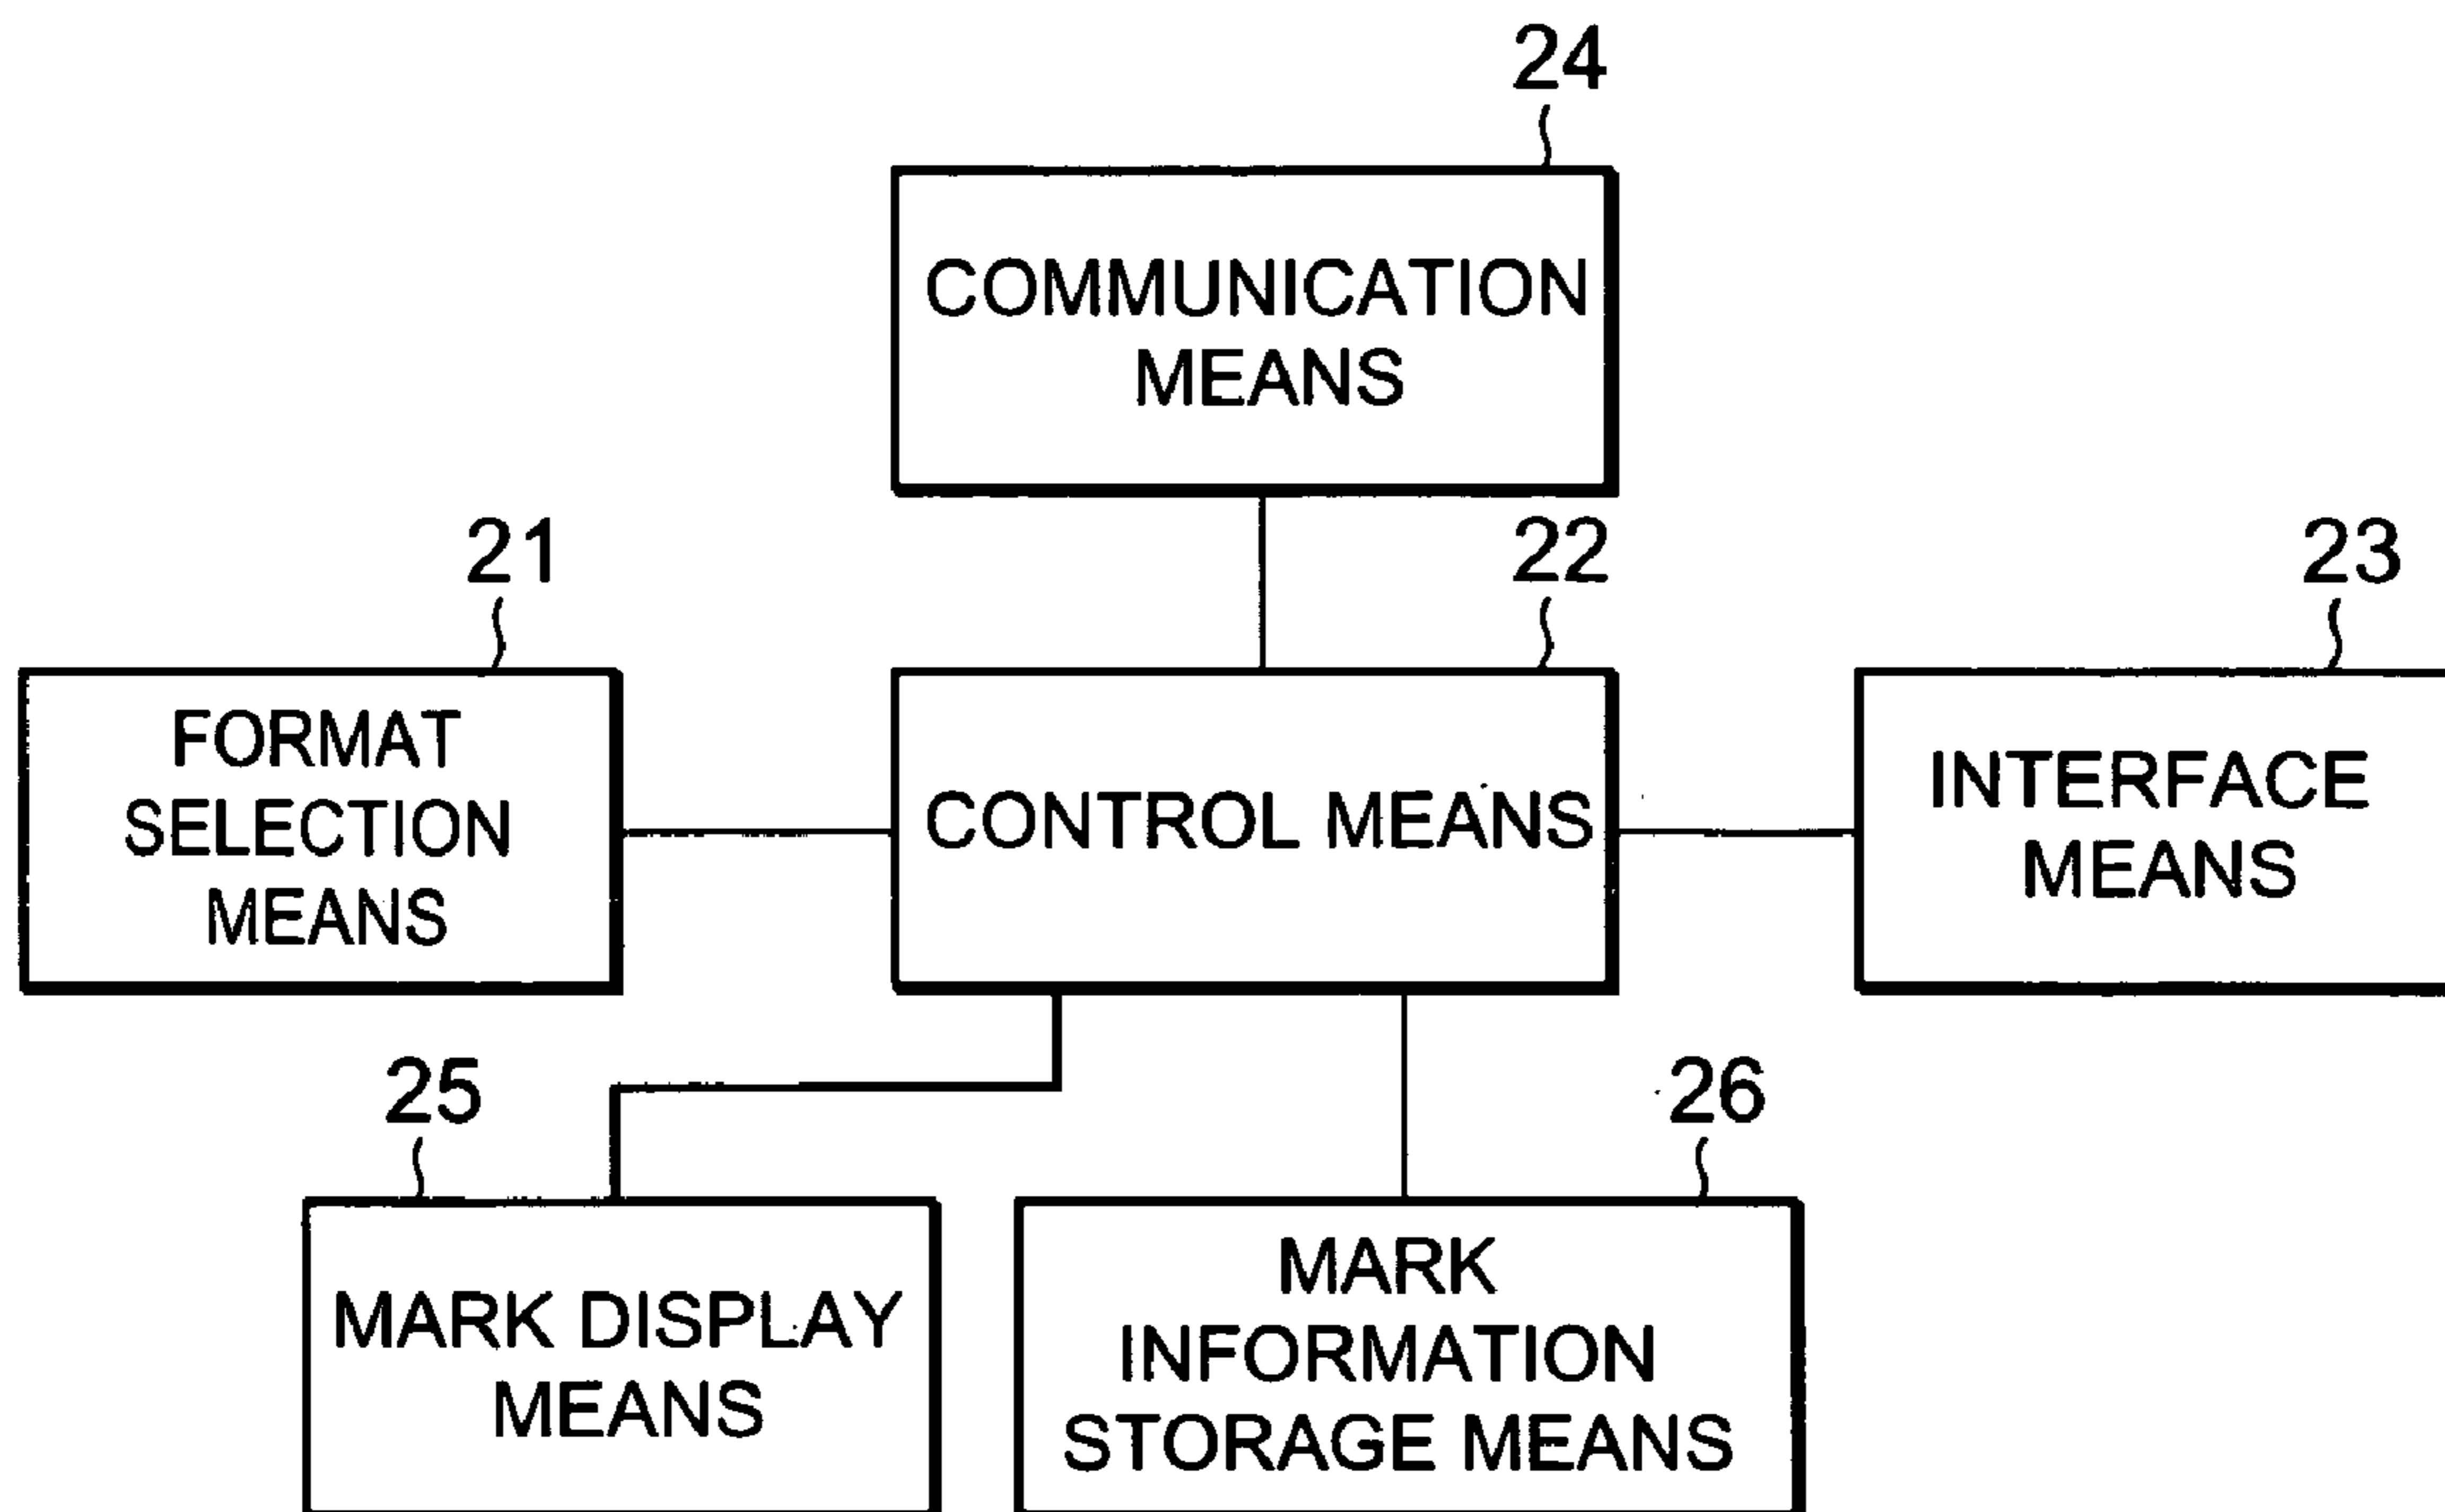 24
COMMUNICATION
MEANS
21
22
23
FORMAT
SELECTION
MEANS
CONTROL MEANS
INTERFACE
MEANS
25
26
MARK DISPLAY
MEANS
MARK
INFORMATION
STORAGE MEANS